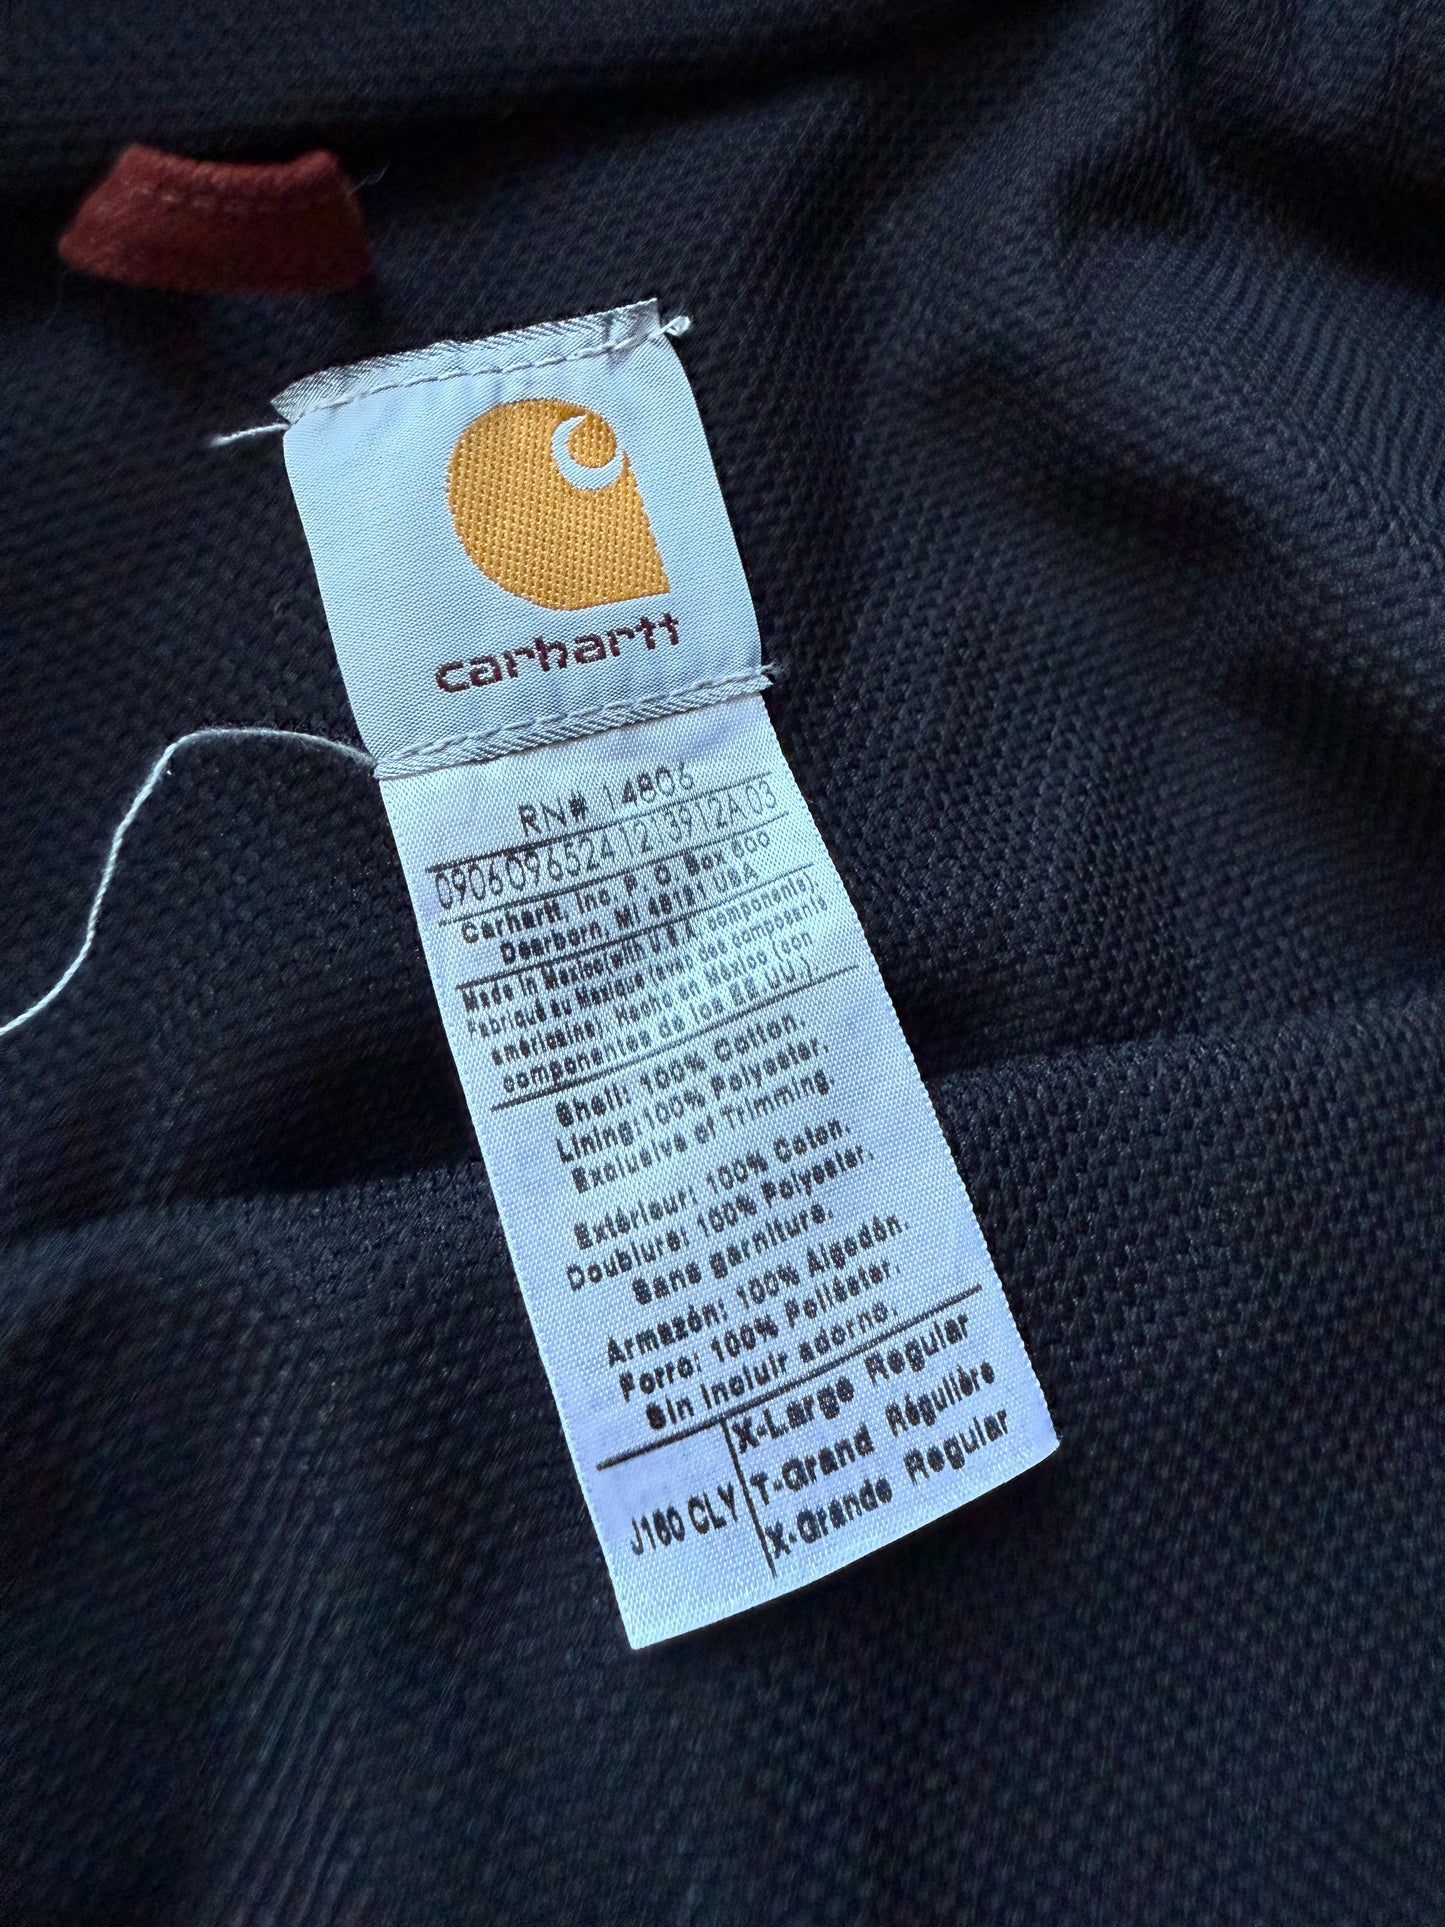 carhartt
RN# 14806
09060965241213912A 03
Carhartt, Inc. P. O. Box 600
Dearborn, MI 48121 USA
Made in Mexico(with U.S.A. components).
Fabriqué au Mexique (avec des composants
américains). Hecho en México (con
componentes de los EE.UU.)
Shell: 100% Cotton.
Lining: 100% Polyester.
Exclusive of Trimming.
Extérieur: 100% Coton.
Doublure: 100% Polyester.
Sans garniture.
Armazón: 100% Algodón.
Forro: 100% Poliéster.
Sin incluir adorno.
J160 CLY
X-Large Regular
T-Grand Régulière
X-Grande Regular